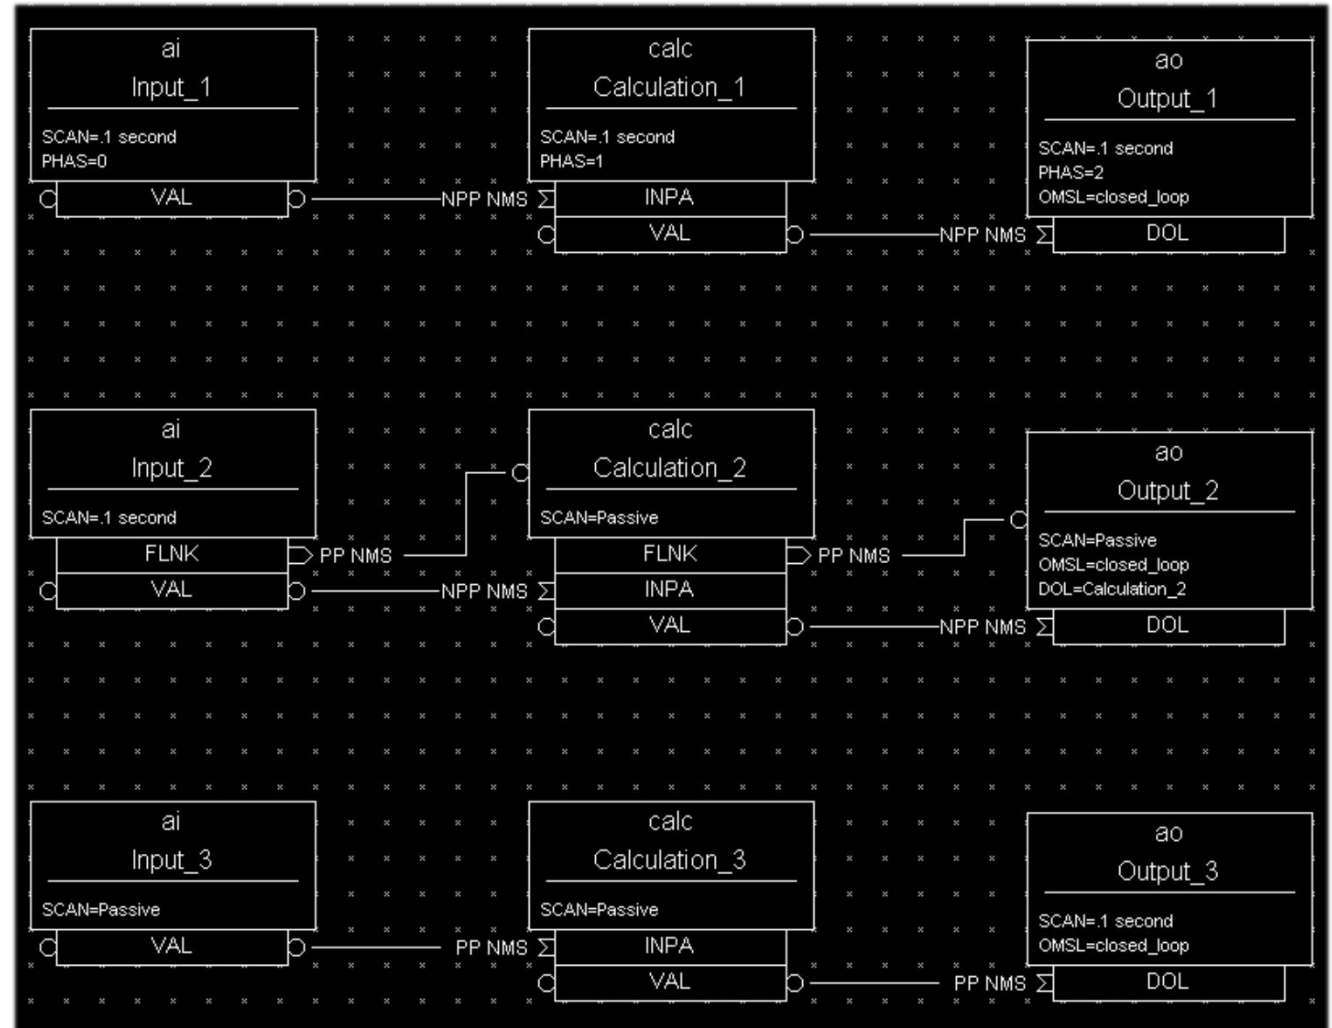 ai
Input_1
SCAN=.1 second
PHAS=0
VAL
calc
Calculation_1
SCAN=.1 second
PHAS=1
NPP NMS
INPA
VAL
ao
Output_1
SCAN=.1 second
PHAS=2
OMSL=closed_loop
NPP NMS
DOL
ai
Input_2
SCAN=.1 second
FLNK
PP NMS
VAL
calc
Calculation_2
SCAN=Passive
FLNK
PP NMS
NPP NMS
INPA
VAL
ao
Output_2
SCAN=Passive
OMSL=closed_loop
DOL=Calculation_2
NPP NMS
DOL
ai
Input_3
SCAN=Passive
VAL
calc
Calculation_3
SCAN=Passive
PP NMS
INPA
VAL
ao
Output_3
SCAN=.1 second
OMSL=closed_loop
PP NMS
DOL